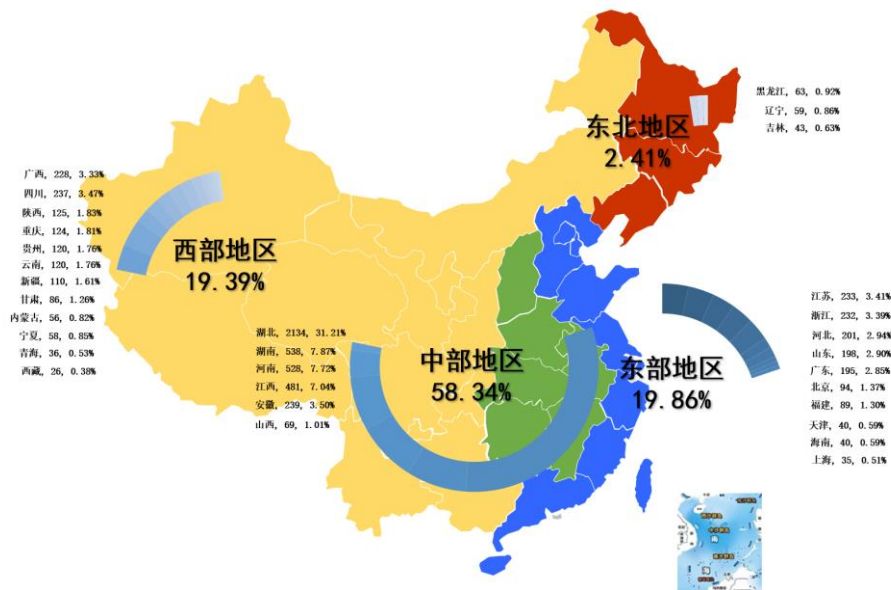 黑龙江, 63, 0.92%
辽宁, 59, 0.86%
吉林, 43, 0.63%
东北地区
2.41%
广西, 228, 3.33%
四川, 237, 3.47%
陕西, 125, 1.83%
重庆, 124, 1.81%
贵州, 120, 1.76%
云南, 120, 1.76%
新疆, 110, 1.61%
甘肃, 86, 1.26%
内蒙古, 56, 0.82%
宁夏, 58, 0.85%
青海, 36, 0.53%
西藏, 26, 0.38%
西部地区
19.39%
湖北, 2134, 31.21%
湖南, 538, 7.87%
河南, 528, 7.72%
江西, 481, 7.04%
安徽, 239, 3.50%
山西, 69, 1.01%
中部地区
58.34%
东部地区
19.86%
江苏, 233, 3.41%
浙江, 232, 3.39%
河北, 201, 2.94%
山东, 198, 2.90%
广东, 195, 2.85%
北京, 94, 1.37%
福建, 89, 1.30%
天津, 40, 0.59%
海南, 40, 0.59%
上海, 35, 0.51%
南
海